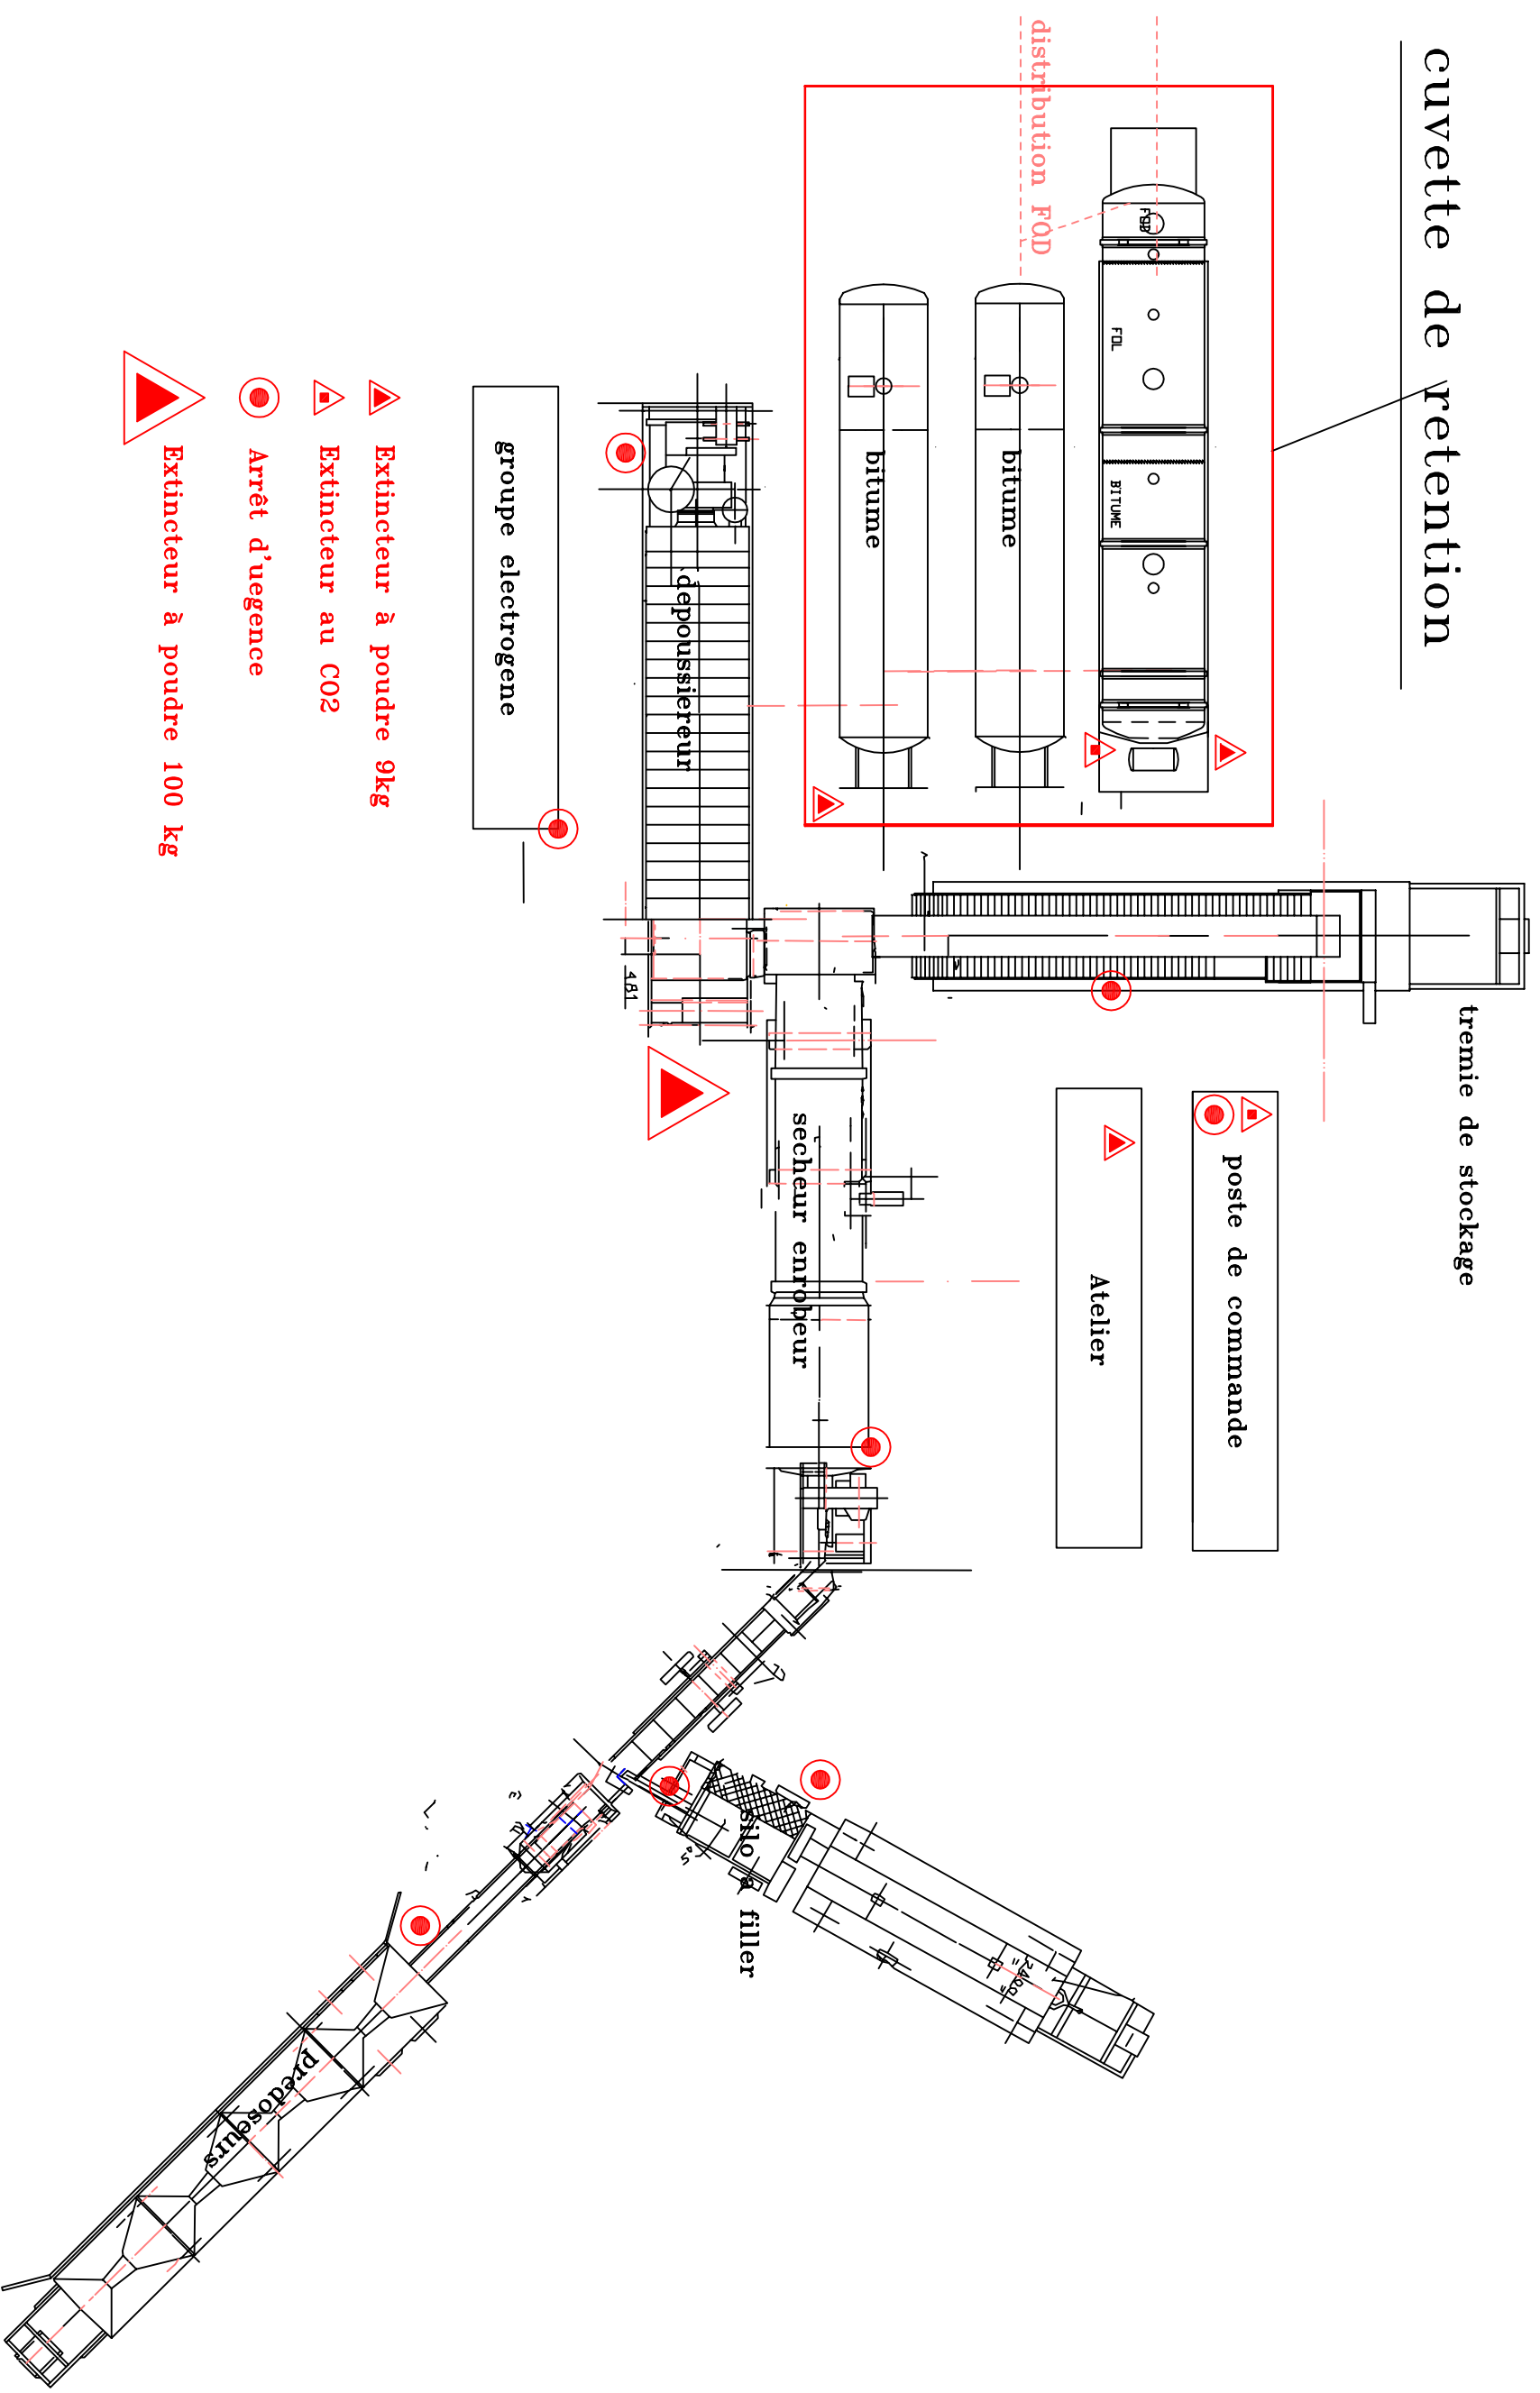 cuvette de retention
tremie de stockage
poste de commande
Atelier
distribution FOD
FOD
FOL
BITUME
bitume
bitume
secheur enrobeur
silo a filler
depoussiereur
groupe electrogene
predoseurs
Extincteur à poudre 9kg
Extincteur au CO2
Arrêt d'uegence
Extincteur à poudre 100 kg